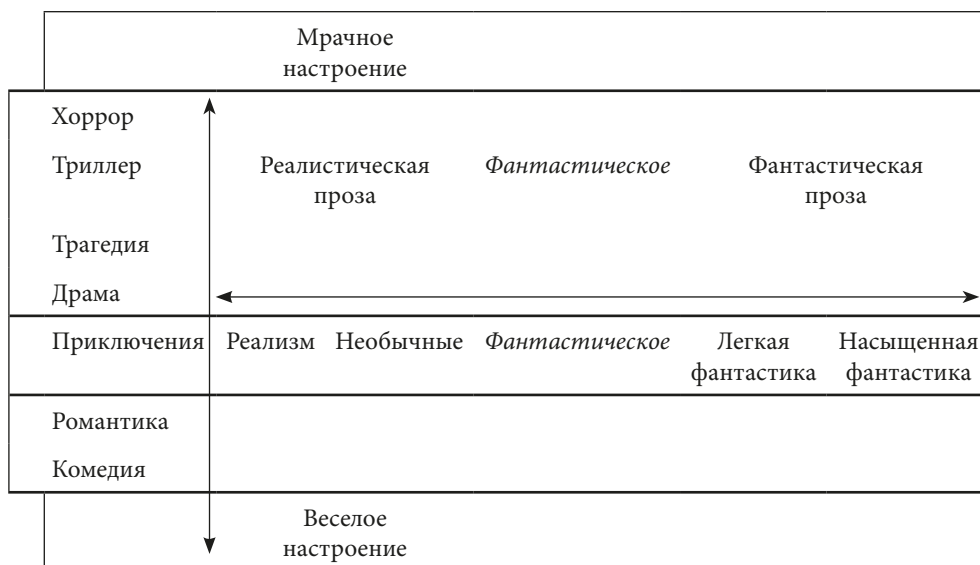 Мрачное
настроение
Хоррор
Триллер Реалистическая Фантастическое Фантастическая
проза проза
Трагедия
Драма
Приключения Реализм Необычные Фантастическое Легкая Насыщенная
фантастика фантастика
Романтика
Комедия
Веселое
настроение